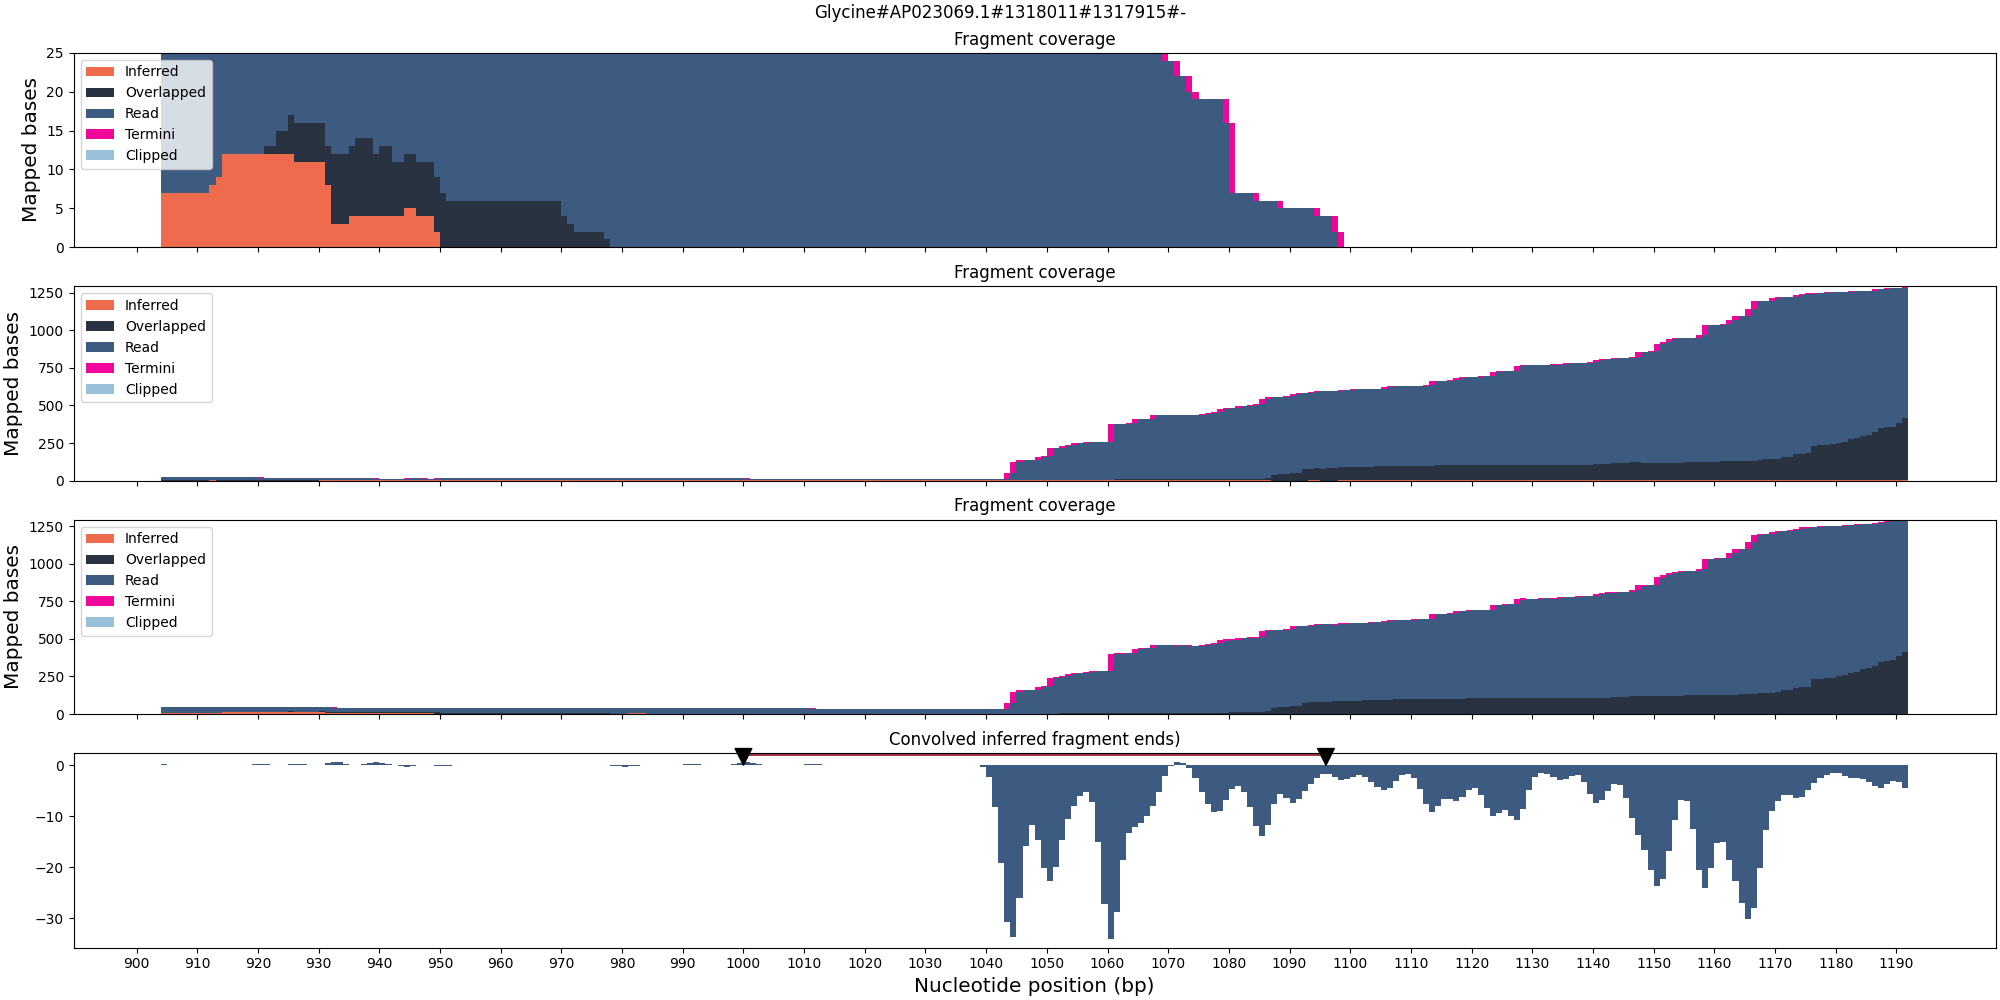 Glycine#AP023069.1#1318011#1317915#-
Fragment coverage
Mapped bases
25
20
15
10
5
0
Inferred
Overlapped
Read
Termini
Clipped
Fragment coverage
Mapped bases
1250
1000
750
500
250
0
Inferred
Overlapped
Read
Termini
Clipped
Fragment coverage
Mapped bases
1250
1000
750
500
250
0
Inferred
Overlapped
Read
Termini
Clipped
Convolved inferred fragment ends)
0
−10
−20
−30
900 910 920 930 940 950 960 970 980 990 1000 1010 1020 1030 1040 1050 1060 1070 1080 1090 1100 1110 1120 1130 1140 1150 1160 1170 1180 1190
Nucleotide position (bp)